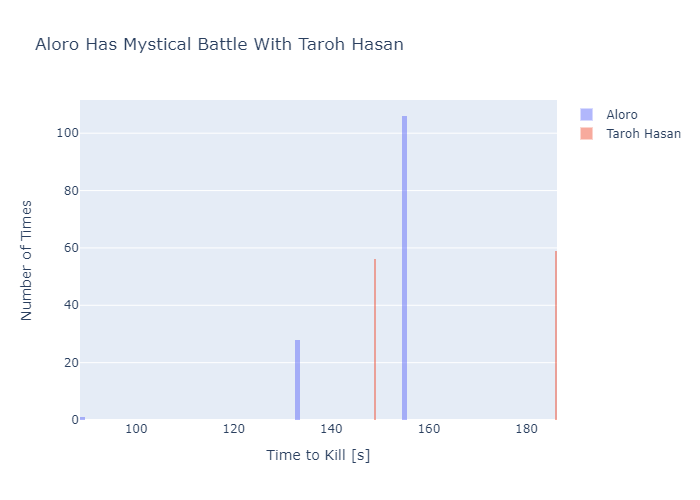 Aloro Has Mystical Battle With Taroh Hasan
Aloro
Taroh Hasan
Number of Times
100
80
60
40
20
0
100 120 140 160 180
Time to Kill [s]